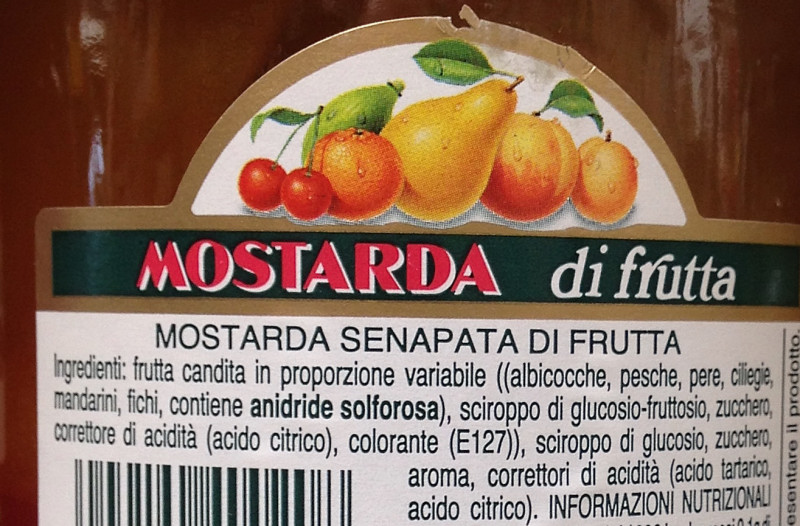 MOSTARDA di frutta
MOSTARDA SENAPATA DI FRUTTA
Ingredienti: frutta candita in proporzione variabile ((albicocche, pesche, pere, ciliegie,
mandarini, fichi, contiene anidride solforosa), sciroppo di glucosio-fruttosio, zucchero,
correttore di acidità (acido citrico), colorante (E127)), sciroppo di glucosio, zucchero,
aroma, correttori di acidità (acido tartarico,
acido citrico). INFORMAZIONI NUTRIZIONALI
il prodotto,